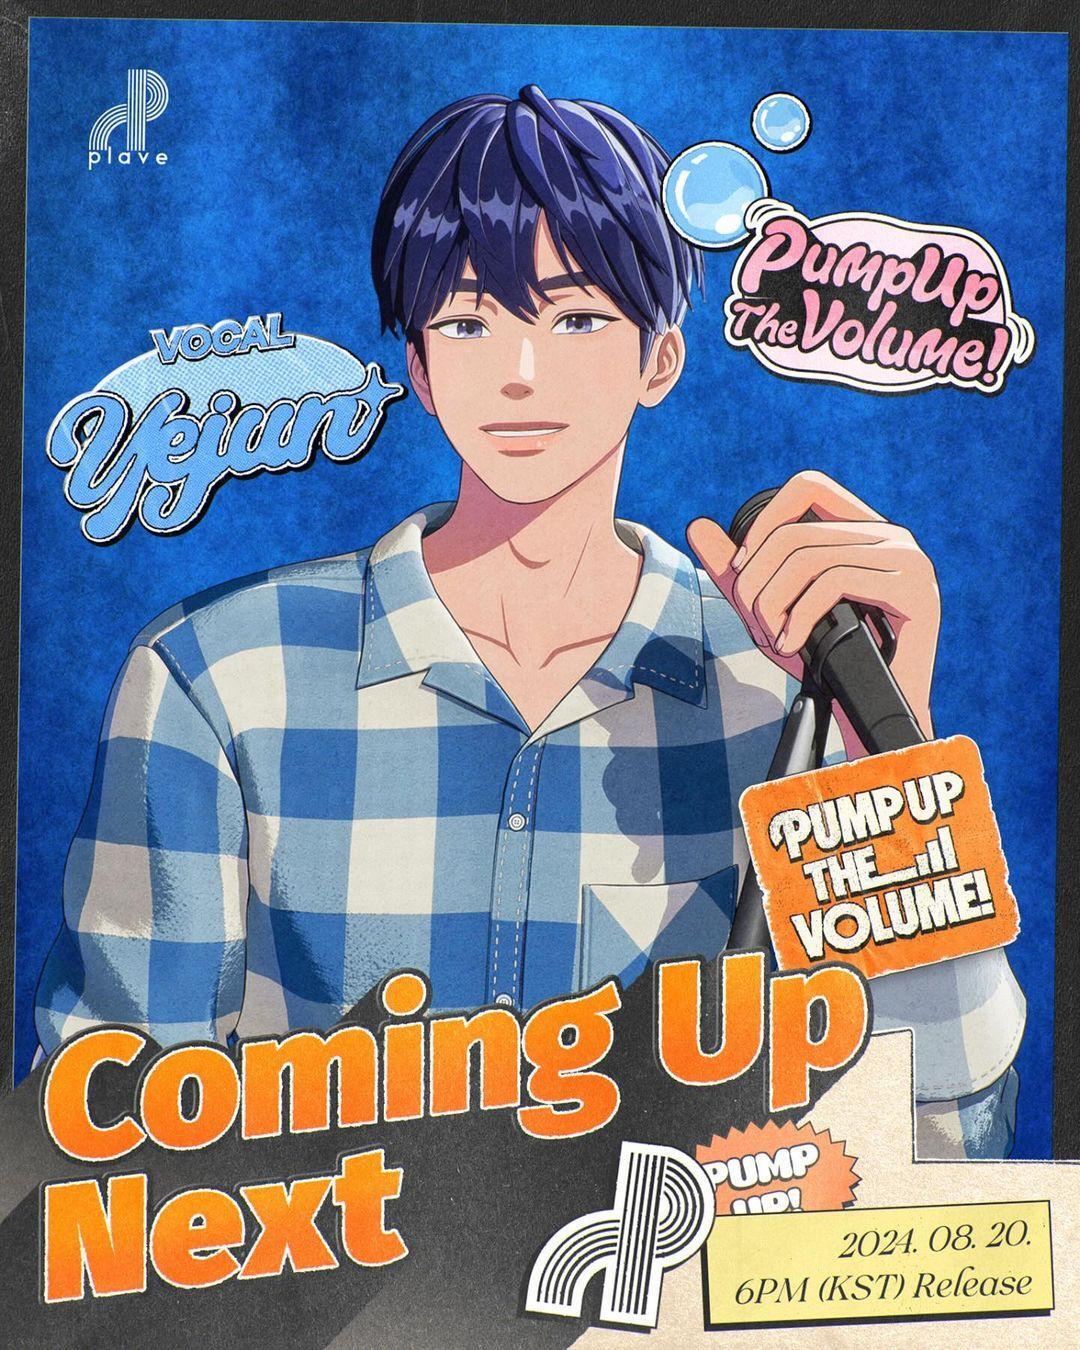 plave
VOCAL
Yejun
PumpUp
The Volume!
PUMP UP
THE
VOLUME!
Coming Up
Next
PUMP
UP!
2024. 08. 20.
6PM (KST) Release